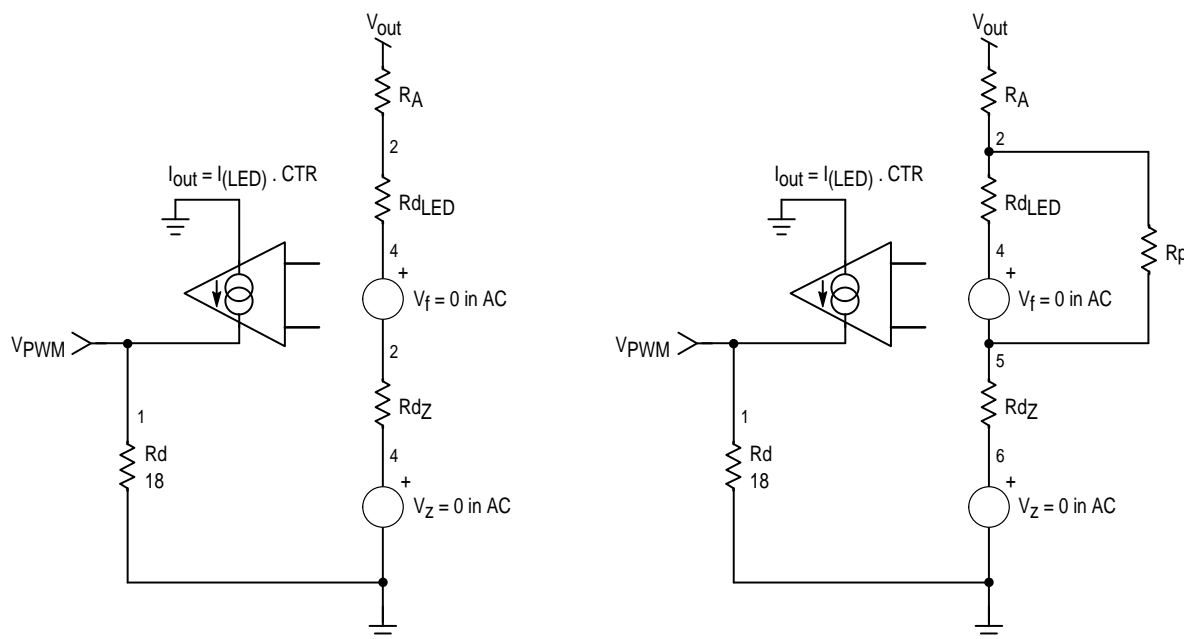 Vout
RA
2
Iout = I(LED) . CTR
RdLED
4
+
Vf = 0 in AC
VPWM
2
RdZ
1
Rd
18
4
+
Vz = 0 in AC
Vout
RA
2
Iout = I(LED) . CTR
RdLED
Rp
4
+
Vf = 0 in AC
VPWM
5
RdZ
1
Rd
18
6
+
Vz = 0 in AC